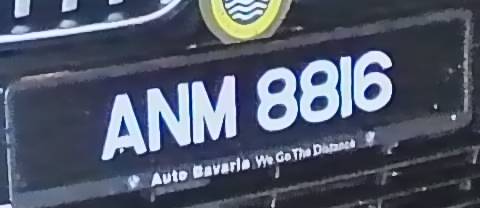 ANM 8816
Auto Bavaria We Go The Distance